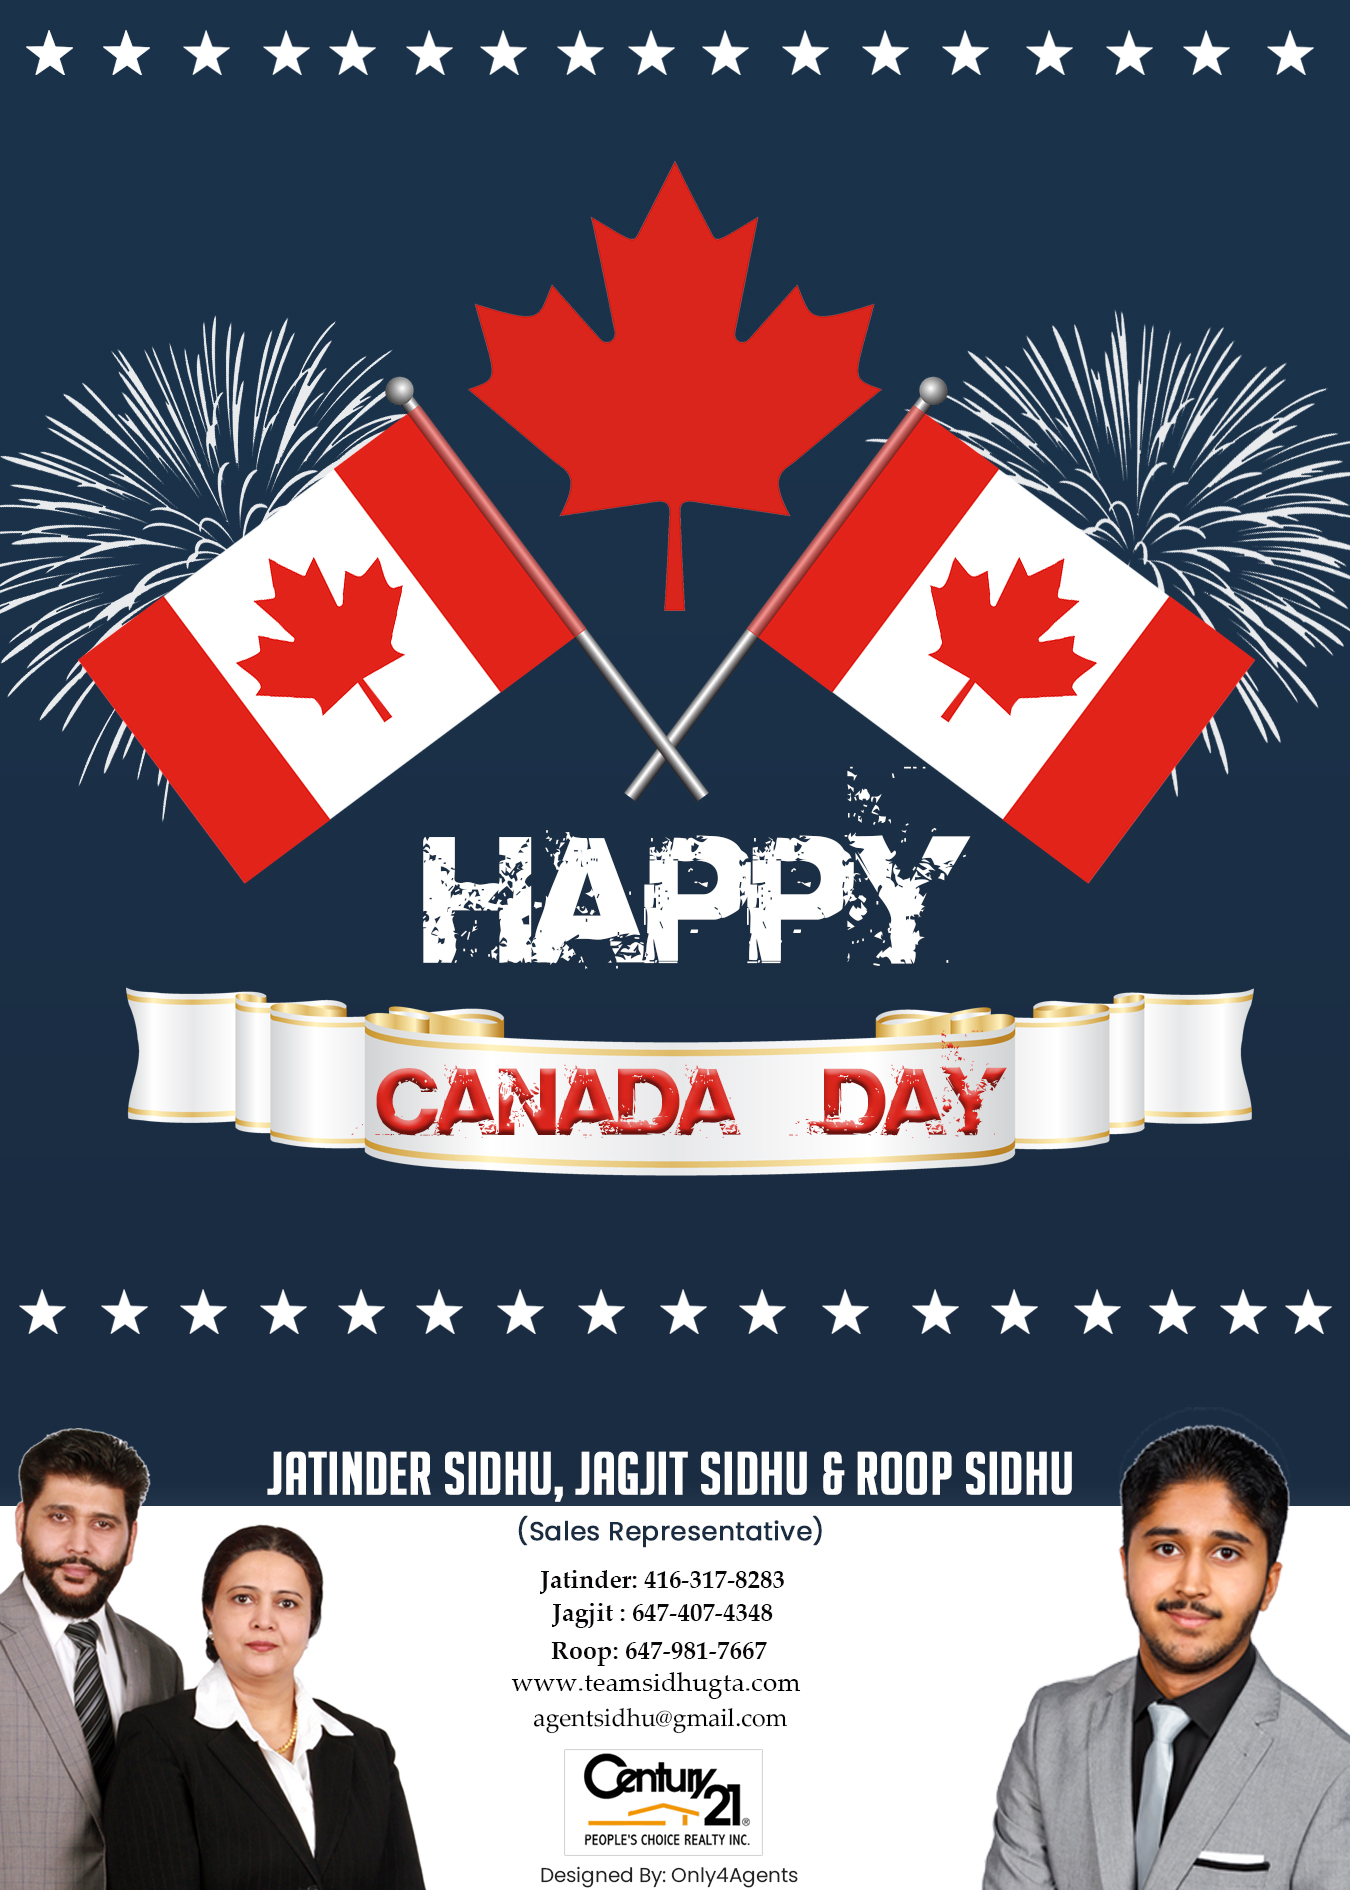 HAPPY
CANADA DAY
JATINDER SIDHU, JAGJIT SIDHU & ROOP SIDHU
(Sales Representative)
Jatinder: 416-317-8283
Jagjit : 647-407-4348
Roop: 647-981-7667
www.teamsidhugta.com
agentsidhu@gmail.com
Century 21®
PEOPLE'S CHOICE REALTY INC.
Designed By: Only4Agents